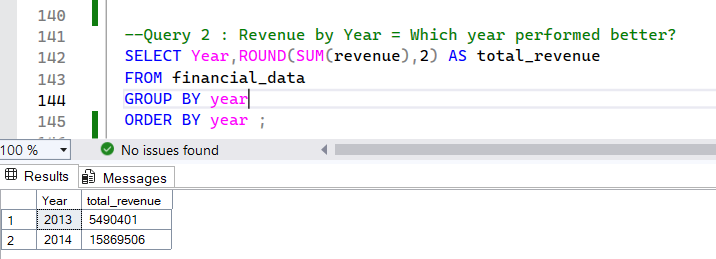 140
141 --Query 2 : Revenue by Year = Which year performed better?
142 SELECT Year,ROUND(SUM(revenue),2) AS total_revenue
143 FROM financial_data
144 GROUP BY year
145 ORDER BY year ;
100 % No issues found
Results Messages
Year total_revenue
1 2013 5490401
2 2014 15869506